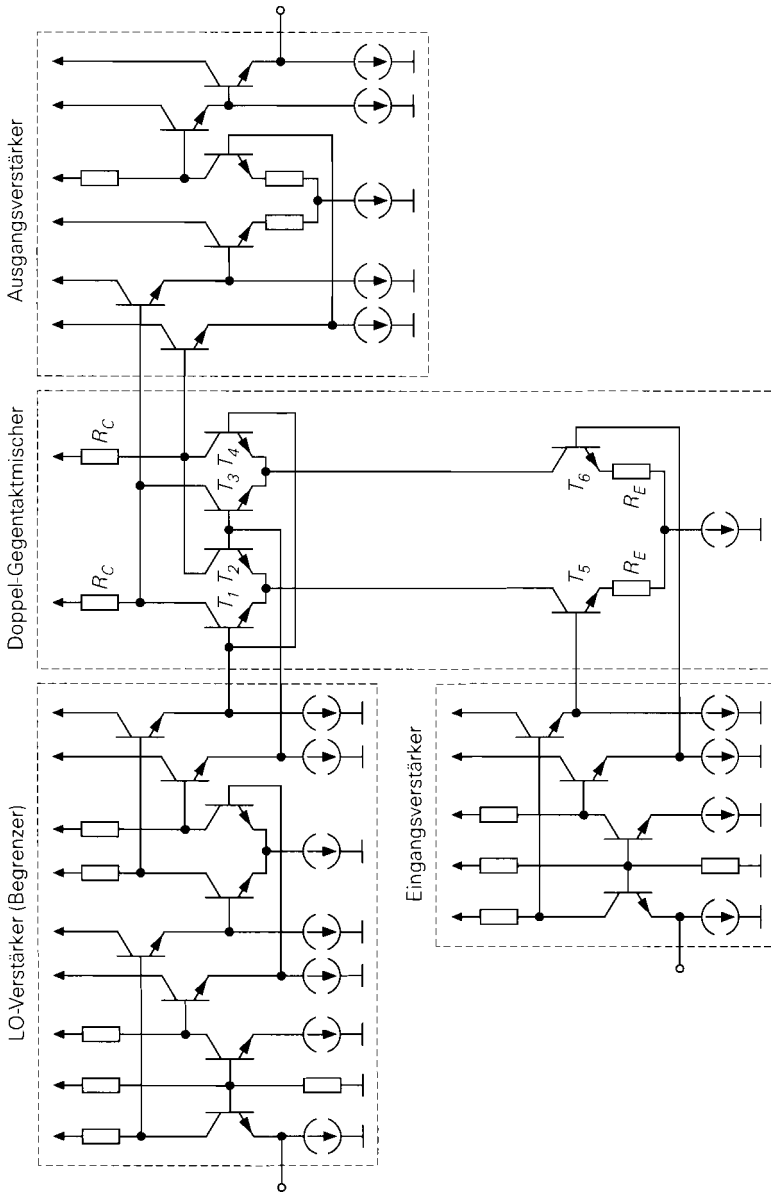 LO-Verstärker (Begrenzer)
Doppel-Gegentaktmischer
Ausgangsverstärker
R_C
R_C
T_1
T_2
T_3
T_4
Eingangsverstärker
T_5
T_6
R_E
R_E